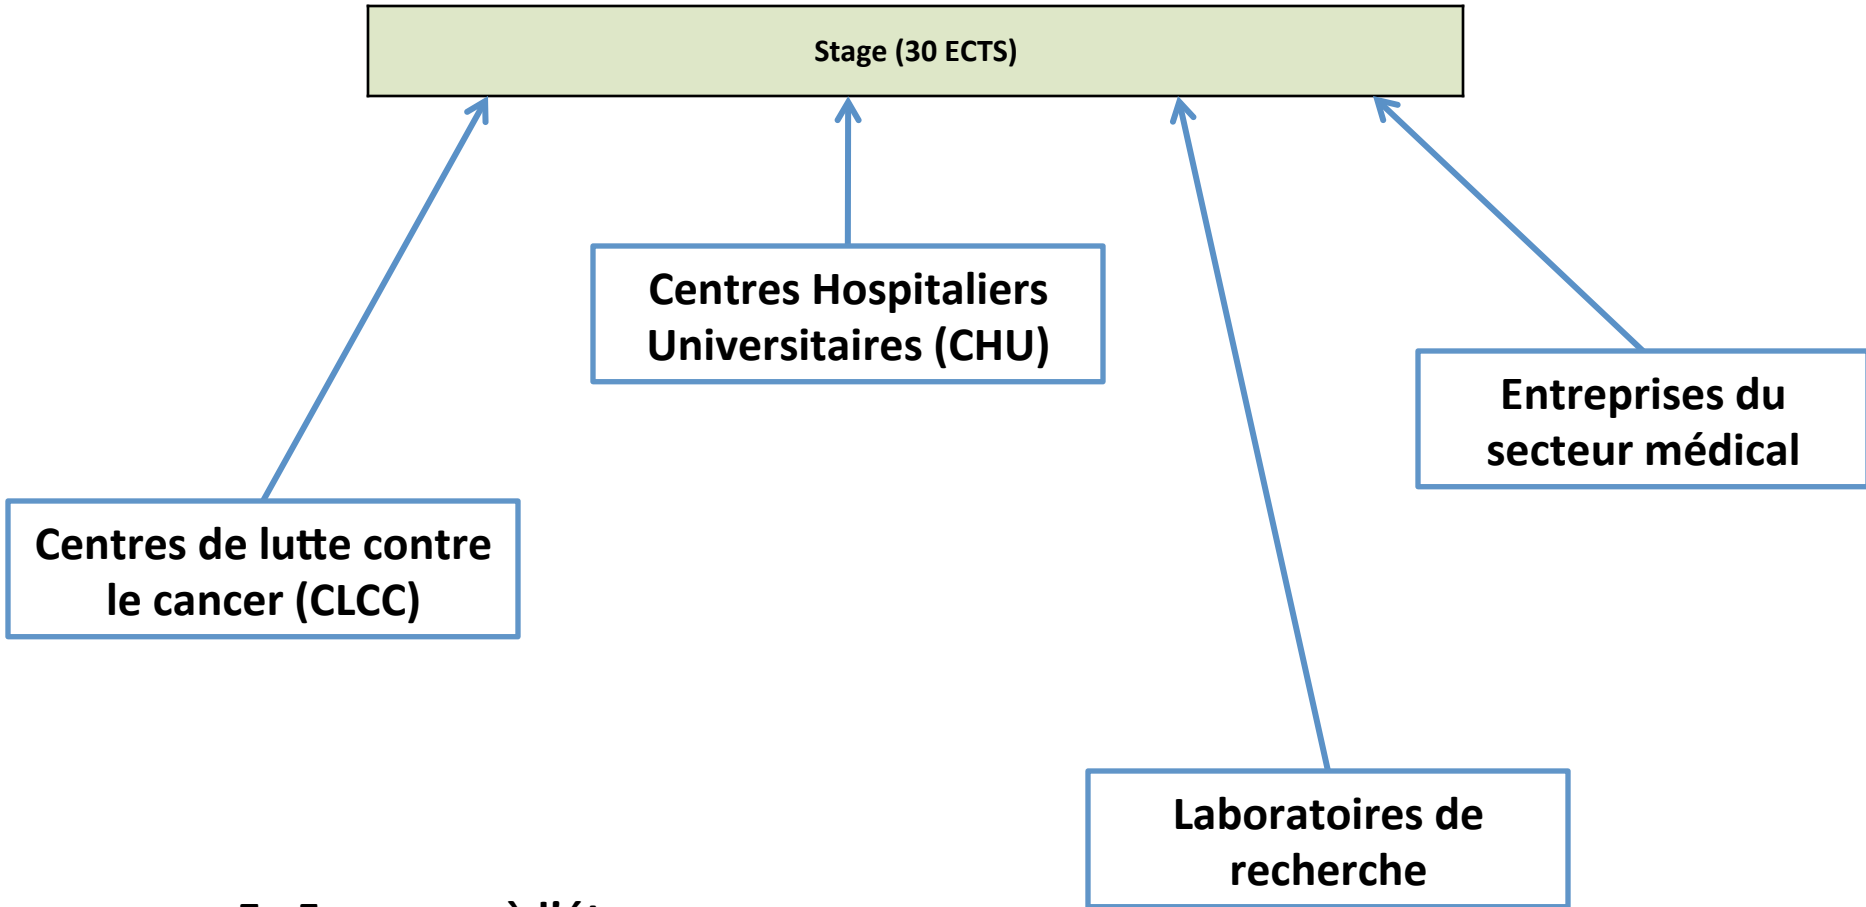 Stage (30 ECTS)
Centres Hospitaliers
Universitaires (CHU)
Entreprises du
secteur médical
Centres de lutte contre
le cancer (CLCC)
Laboratoires de
recherche